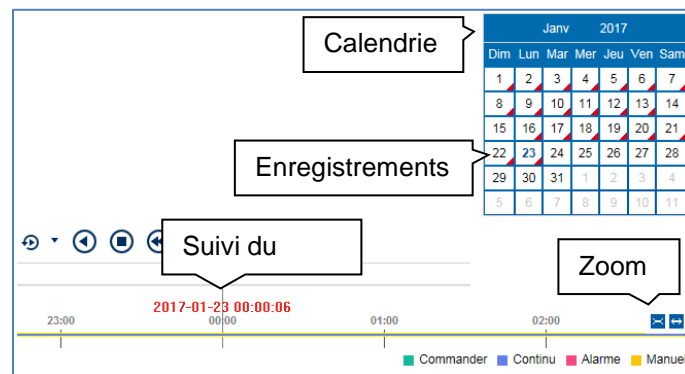 Calendrie
Janv 2017
Dim Lun Mar Mer Jeu Ven Sam
1 2 3 4 5 6 7
8 9 10 11 12 13 14
15 16 17 18 19 20 21
22 23 24 25 26 27 28
29 30 31 1 2 3 4
5 6 7 8 9 10 11
Enregistrements
Suivi du
Zoom
2017-01-23 00:00:06
23:00 00:00 01:00 02:00
Commander Continu Alarme Manuel